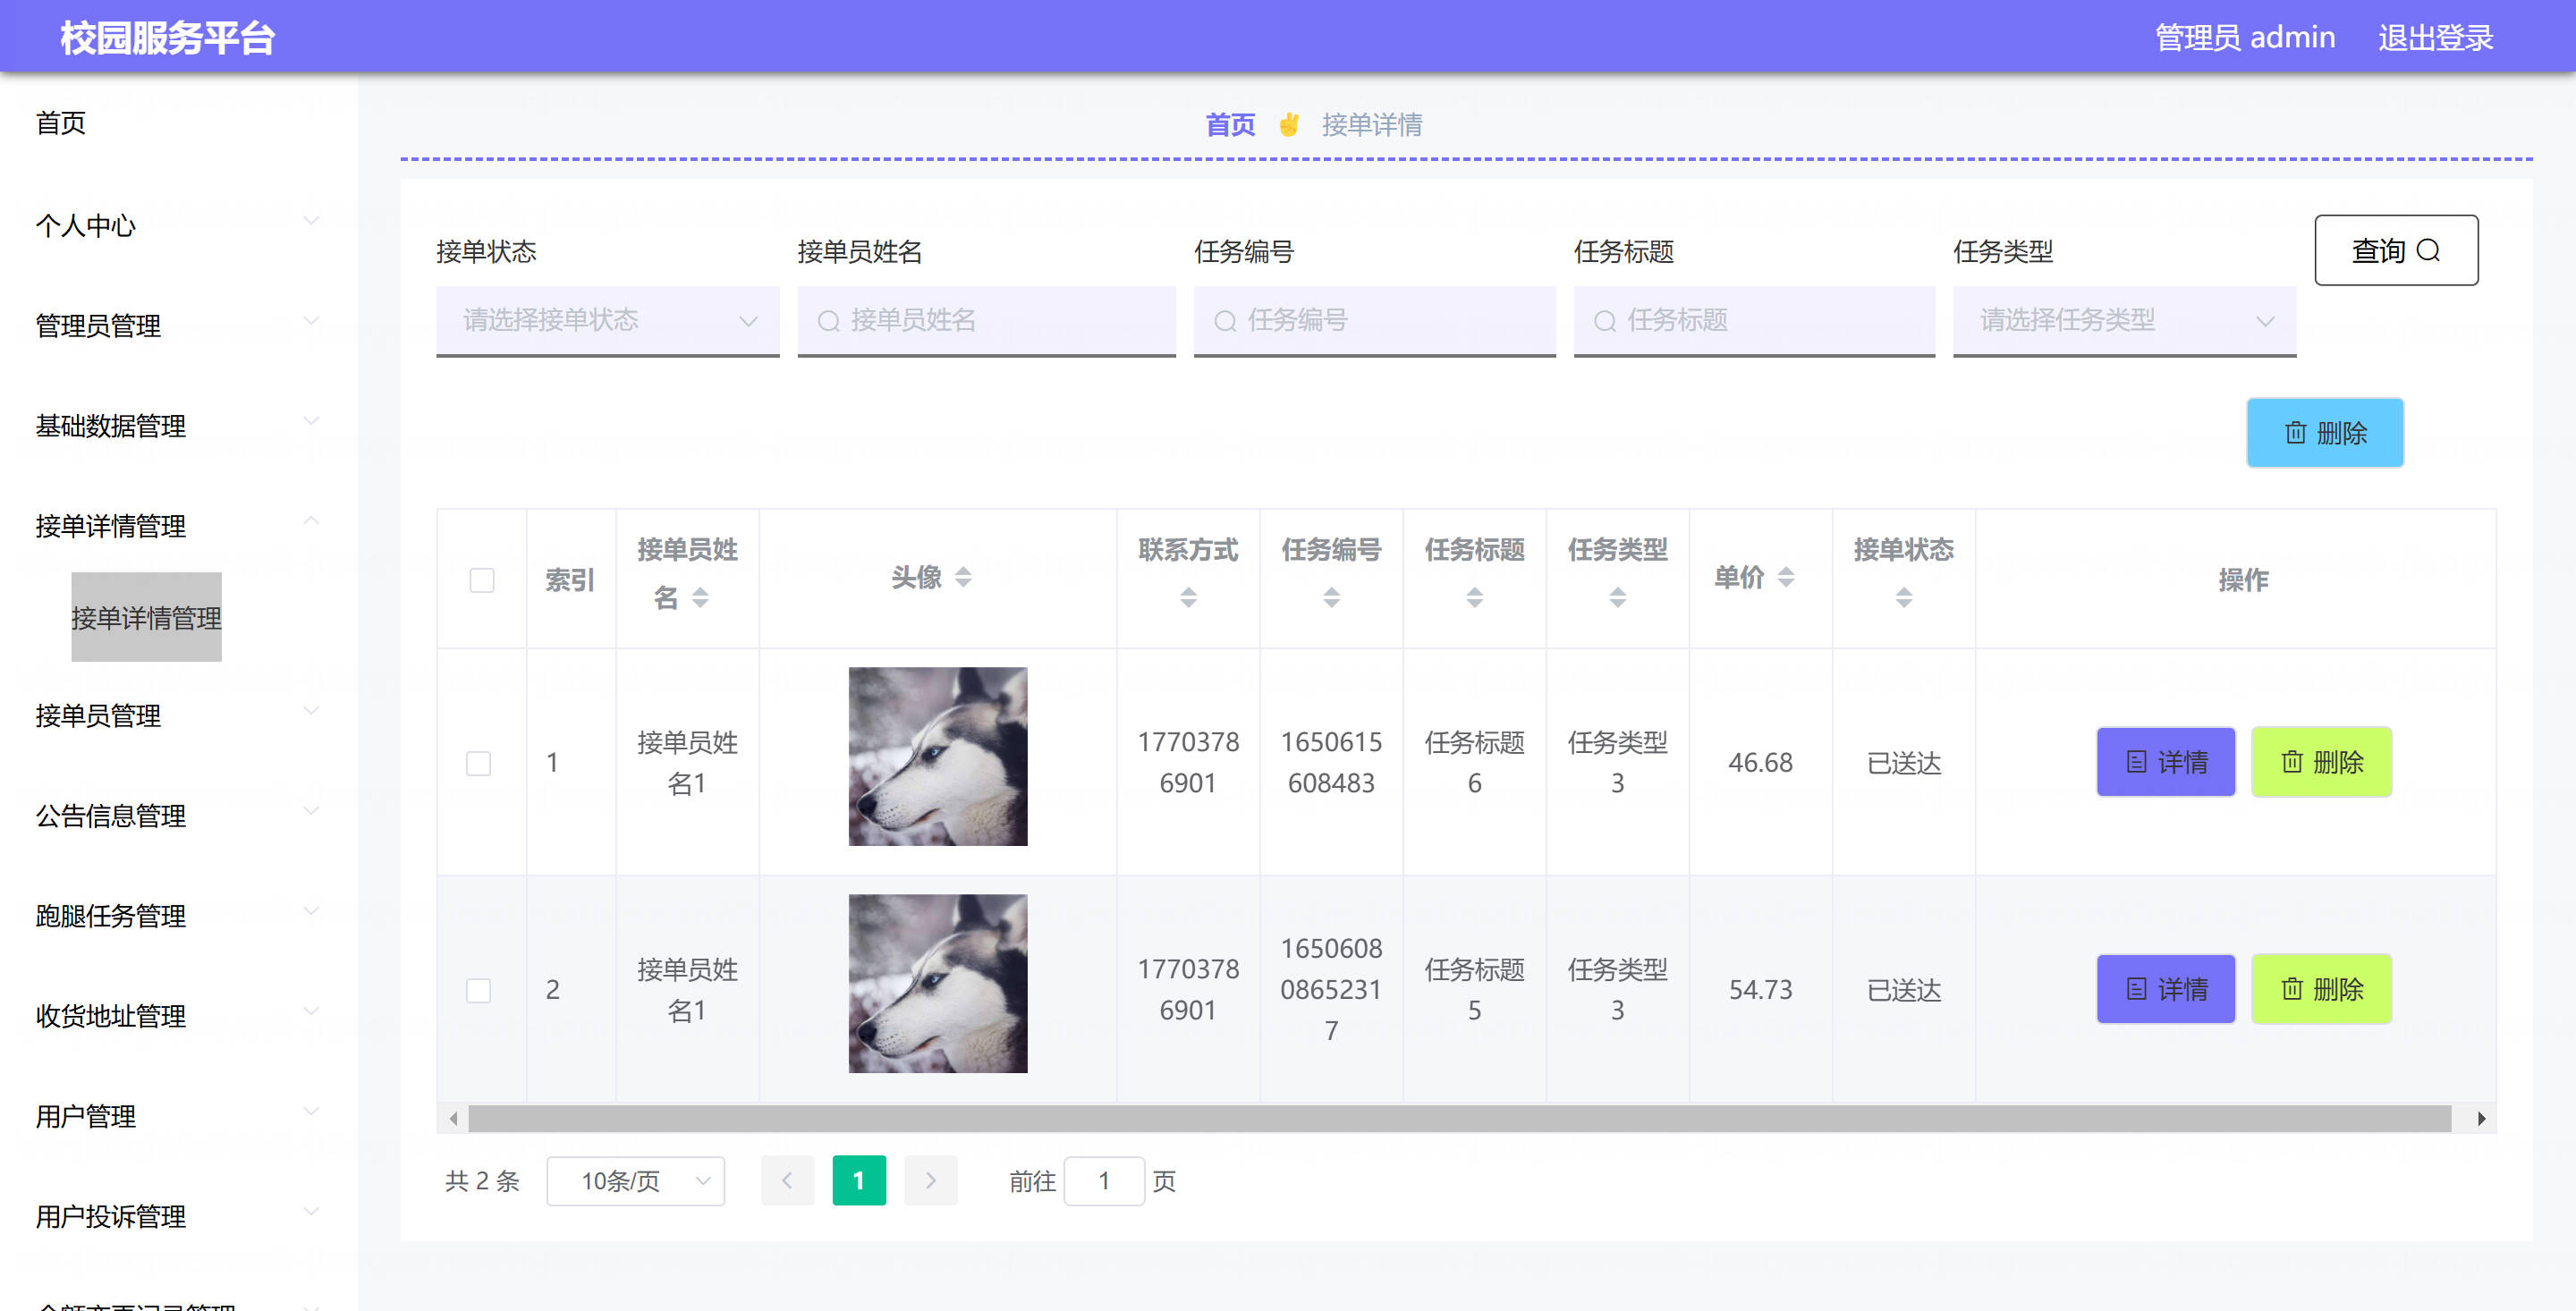 校园服务平台
管理员 admin
退出登录
首页
个人中心
管理员管理
基础数据管理
接单详情管理
接单详情管理
接单员管理
公告信息管理
跑腿任务管理
收货地址管理
用户管理
用户投诉管理
首页 ✌ 接单详情
接单状态
接单员姓名
任务编号
任务标题
任务类型
查询
请选择接单状态
接单员姓名
任务编号
任务标题
请选择任务类型
删除
索引
接单员姓
名
头像
联系方式
任务编号
任务标题
任务类型
单价
接单状态
操作
1
接单员姓
名1
1770378
6901
1650615
608483
任务标题
6
任务类型
3
46.68
已送达
详情
删除
2
接单员姓
名1
1770378
6901
1650608
0865231
7
任务标题
5
任务类型
3
54.73
已送达
详情
删除
共 2 条
10条/页
1
前往
1
页